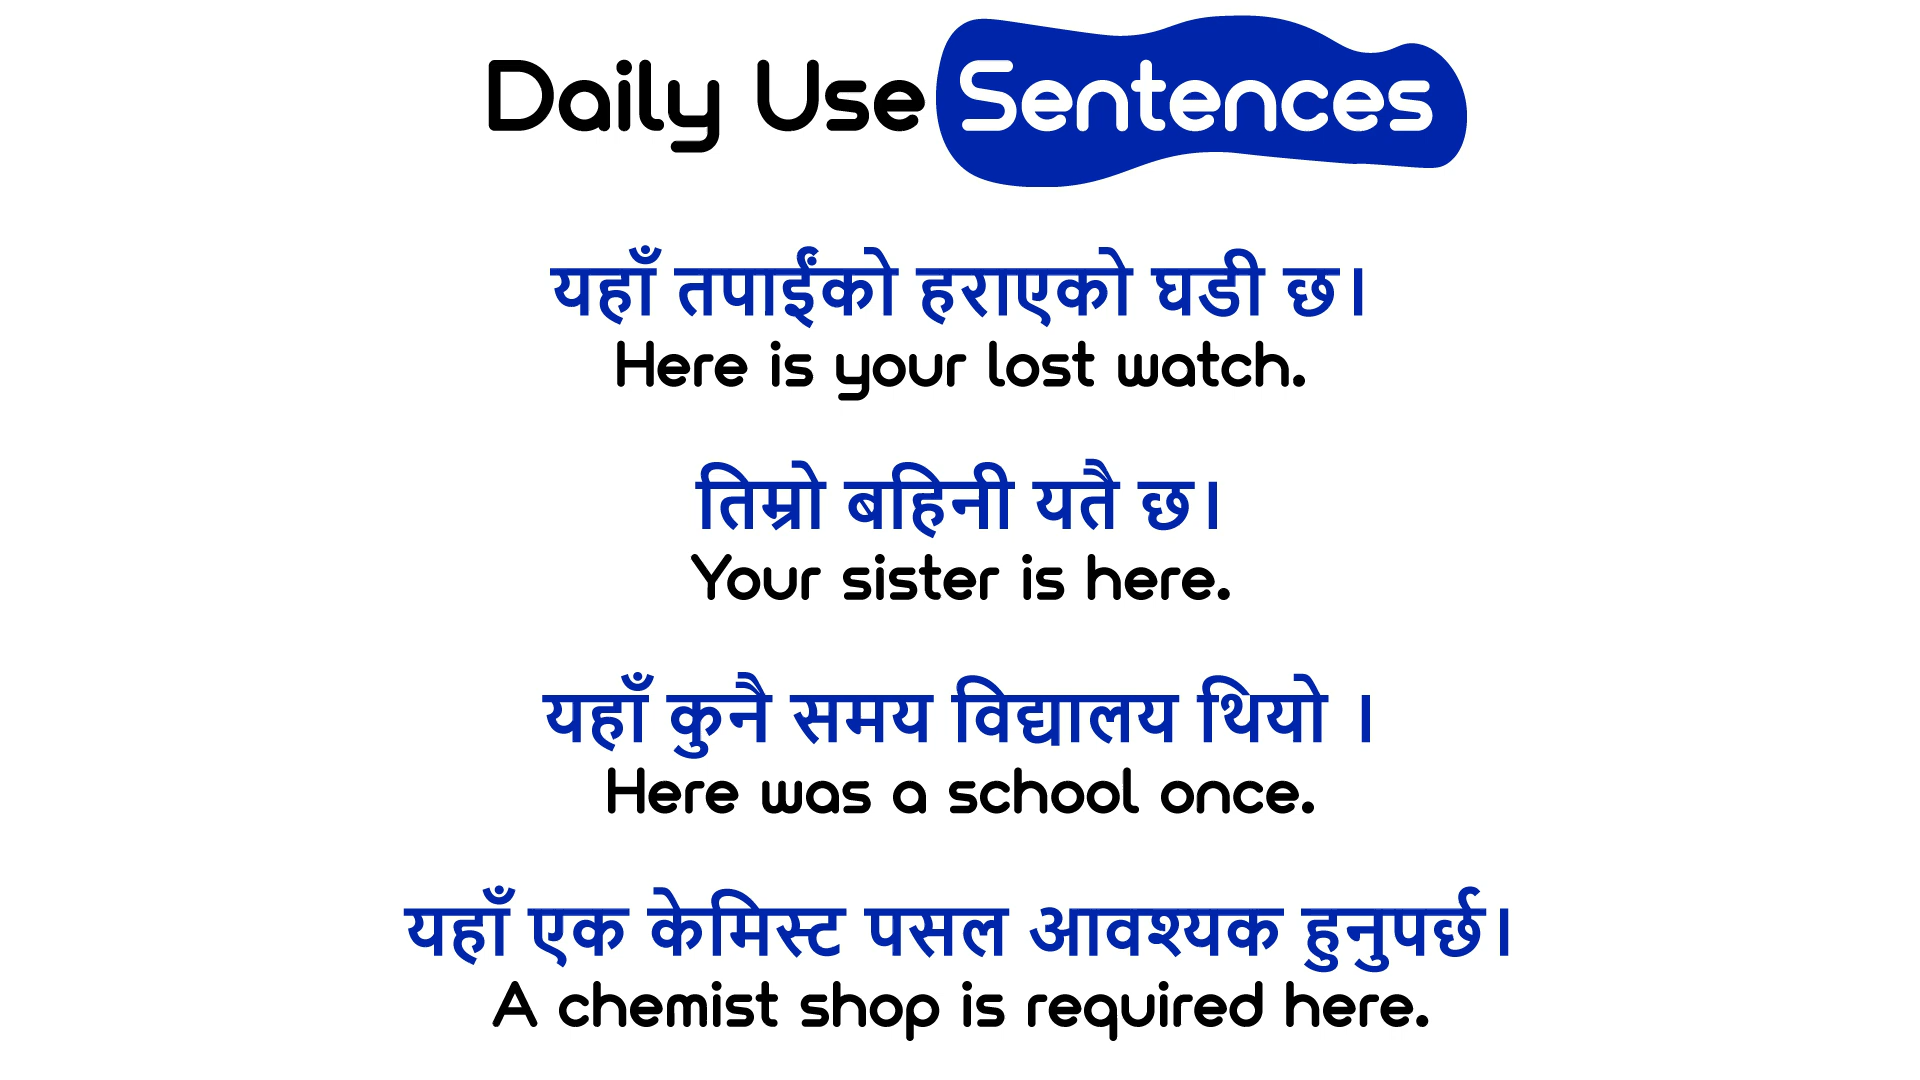 Daily Use Sentences
यहाँ तपाईंको हराएको घडी छ।
Here is your lost watch.
तिम्रो बहिनी यतै छ।
Your sister is here.
यहाँ कुनै समय विद्यालय थियो ।
Here was a school once.
यहाँ एक केमिस्ट पसल आवश्यक हुनुपर्छ।
A chemist shop is required here.